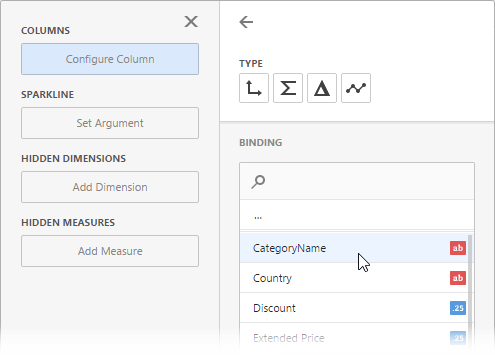 COLUMNS
Configure Column
SPARKLINE
Set Argument
HIDDEN DIMENSIONS
Add Dimension
HIDDEN MEASURES
Add Measure
TYPE
BINDING
...
CategoryName
ab
Country
ab
Discount
.25
Extended Price
.25